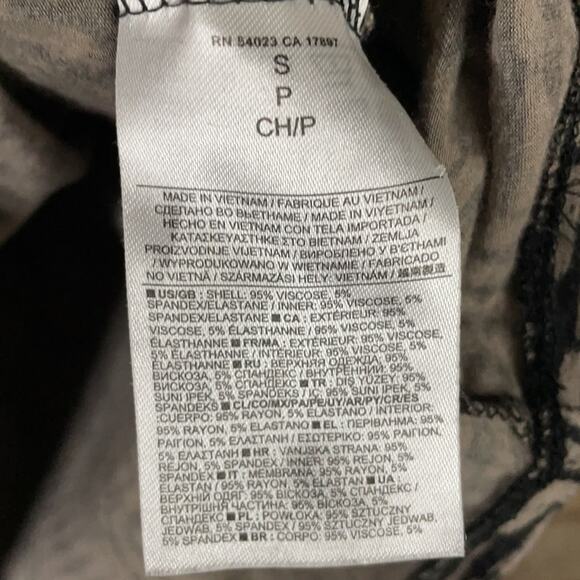 RN 54023 CA 17897
S
P
CH/P
MADE IN VIETNAM / FABRIQUE AU VIETNAM /
СДЕЛАНО ВО ВЬЕТНАМЕ / MADE IN VIYETNAM /
HECHO EN VIETNAM CON TELA IMPORTADA /
ΚΑΤΑΣΚΕΥΑΣΤΗΚΕ ΣΤΟ ΒΙΕΤΝΑΜ / ZEMLJA
PROIZVODNJE VIJETNAM / ВИРОБЛЕНО У В'ЄТНАМІ
/ WYPRODUKOWANO W WIETNAMIE / FABRICADO
NO VIETNÃ / SZÁRMAZÁSI HELY: VIETNÁM / 越南製造
■ US/GB : SHELL: 95% VISCOSE, 5%
SPANDEX/ELASTANE / INNER: 95% VISCOSE, 5%
SPANDEX/ELASTANE ■ CA : EXTÉRIEUR: 95%
VISCOSE, 5% ÉLASTHANNE / 95% VISCOSE, 5%
ÉLASTHANNE ■ FR/MA : EXTÉRIEUR: 95% VISCOSE,
5% ÉLASTHANNE / INTÉRIEUR: 95% VISCOSE, 5%
ÉLASTHANNE ■ RU : ВЕРХНЯЯ ОДЕЖДА: 95%
ВИСКОЗА, 5% СПАНДЕКС / ВНУТРЕННИЙ: 95%
ВИСКОЗА, 5% СПАНДЕКС ■ TR : DIŞ YÜZEY: 95%
SUNI IPEK, 5% SPANDEKS / IÇ: 95% SUNI IPEK, 5%
SPANDEKS ■ CL/CO/MX/PA/PE/UY/AR/PY/CR/ES
:CUERPO: 95% RAYON, 5% ELASTANO / INTERIOR:
95% RAYON, 5% ELASTANO ■ EL : ΠΕΡΙΒΛΗΜΑ: 95%
ΡΑΙΓΙΟΝ, 5% ΕΛΑΣΤΑΝΗ / ΕΣΩΤΕΡΙΚΟ: 95% ΡΑΙΓΙΟΝ,
5% ΕΛΑΣΤΑΝΗ ■ HR : VANJSKA STRANA: 95%
REJON, 5% SPANDEX / INNER: 95% REJON, 5%
SPANDEX ■ IT : MEMBRANA: 95% RAYON, 5%
ELASTAN / 95% RAYON, 5% ELASTAN ■ UA :
ВЕРХНІЙ ОДЯГ: 95% ВІСКОЗА, 5% СПАНДЕКС /
ВНУТРІШНЯ ЧАСТИНА: 95% ВІСКОЗА, 5%
СПАНДЕКС ■ PL : POWŁOKA: 95% SZTUCZNY
JEDWAB, 5% SPANDEX / 95% SZTUCZNY JEDWAB,
5% SPANDEX ■ BR : CORPO: 95% VISCOSE, 5%